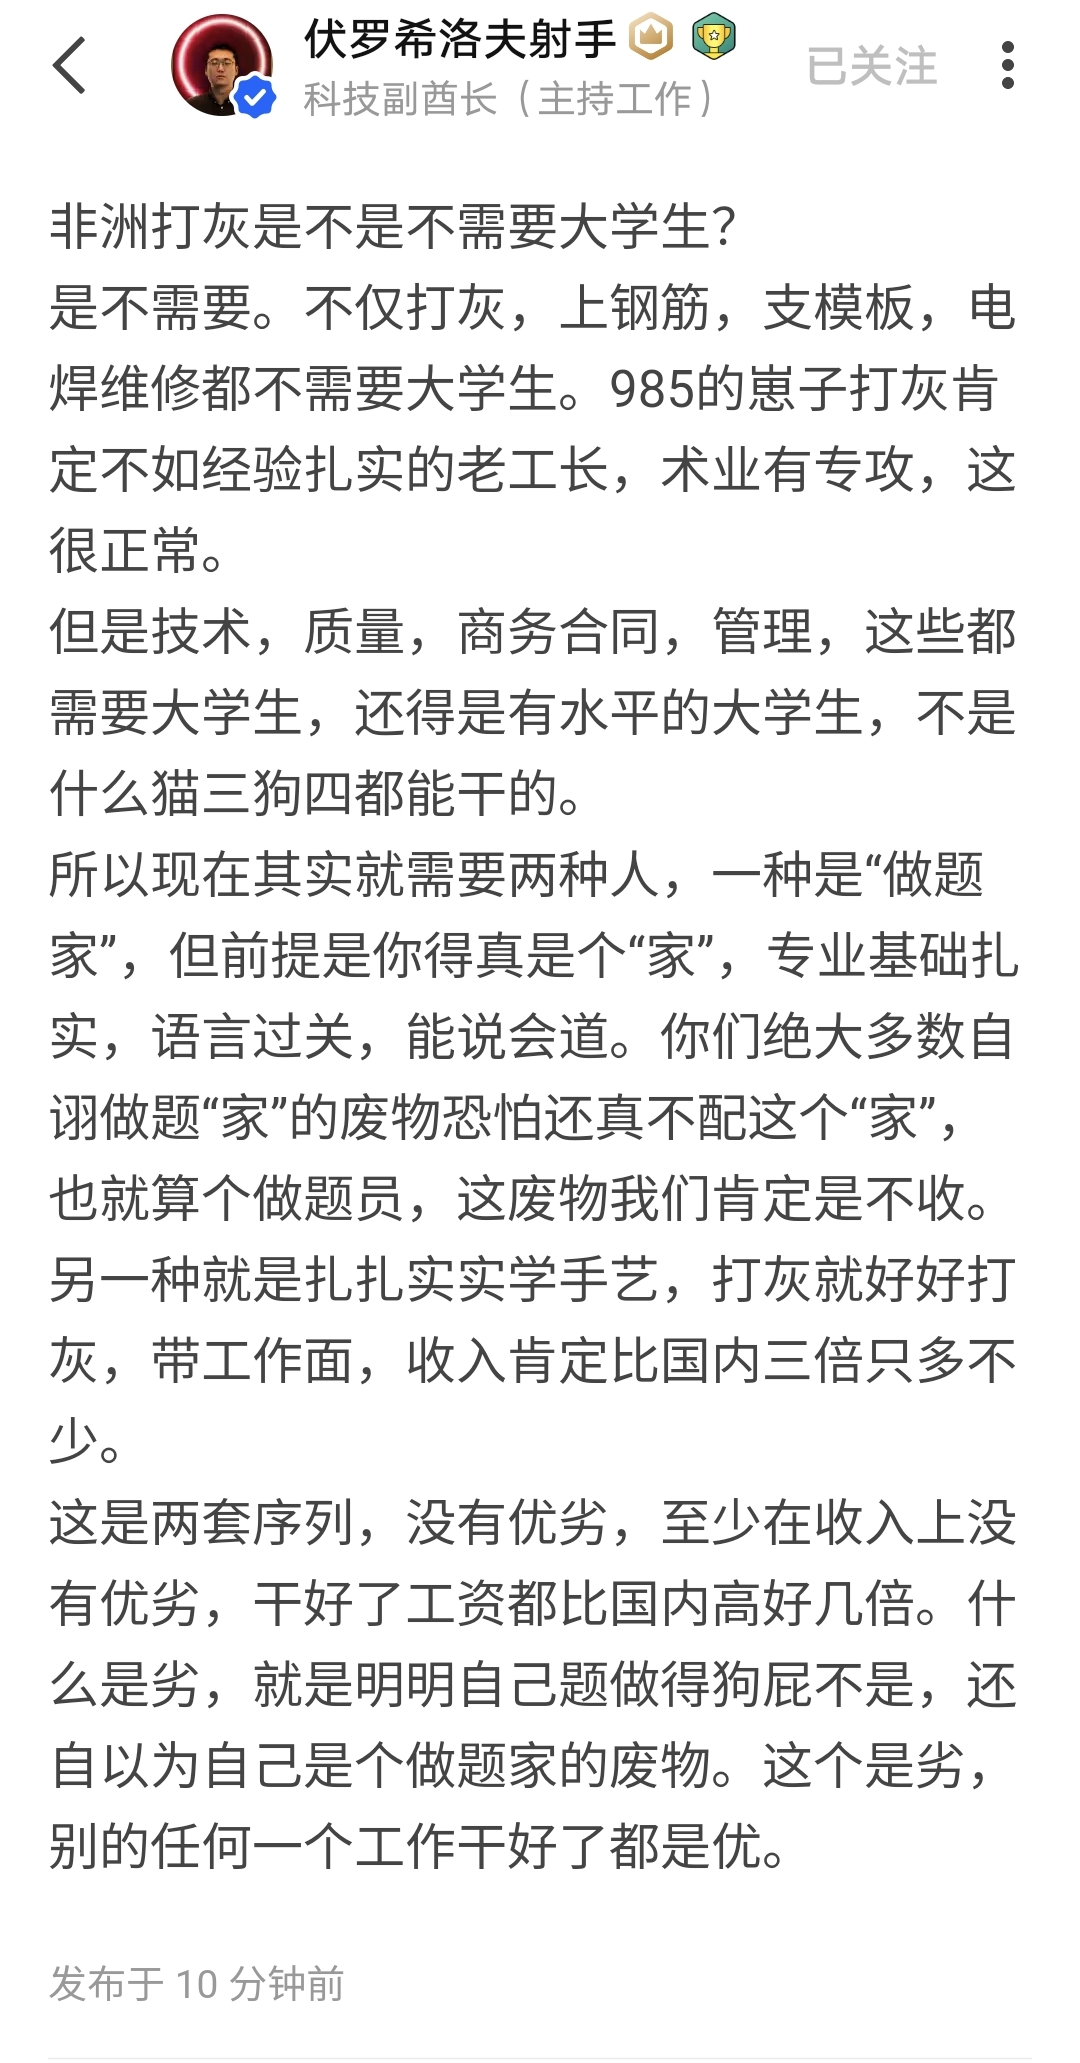 伏罗希洛夫射手
已关注
科技副酋长（主持工作）
非洲打灰是不是不需要大学生？
是不需要。不仅打灰，上钢筋，支模板，电
焊维修都不需要大学生。985的崽子打灰肯
定不如经验扎实的老工长，术业有专攻，这
很正常。
但是技术，质量，商务合同，管理，这些都
需要大学生，还得是有水平的大学生，不是
什么猫三狗四都能干的。
所以现在其实就需要两种人，一种是“做题
家”，但前提是你得真是个“家”，专业基础扎
实，语言过关，能说会道。你们绝大多数自
诩做题“家”的废物恐怕还真不配这个“家”，
也就算个做题员，这废物我们肯定是不收。
另一种就是扎扎实实学手艺，打灰就好好打
灰，带工作面，收入肯定比国内三倍只多不
少。
这是两套序列，没有优劣，至少在收入上没
有优劣，干好了工资都比国内高好几倍。什
么是劣，就是明明自己题做得狗屁不是，还
自以为自己是个做题家的废物。这个是劣，
别的任何一个工作干好了都是优。
发布于 10 分钟前